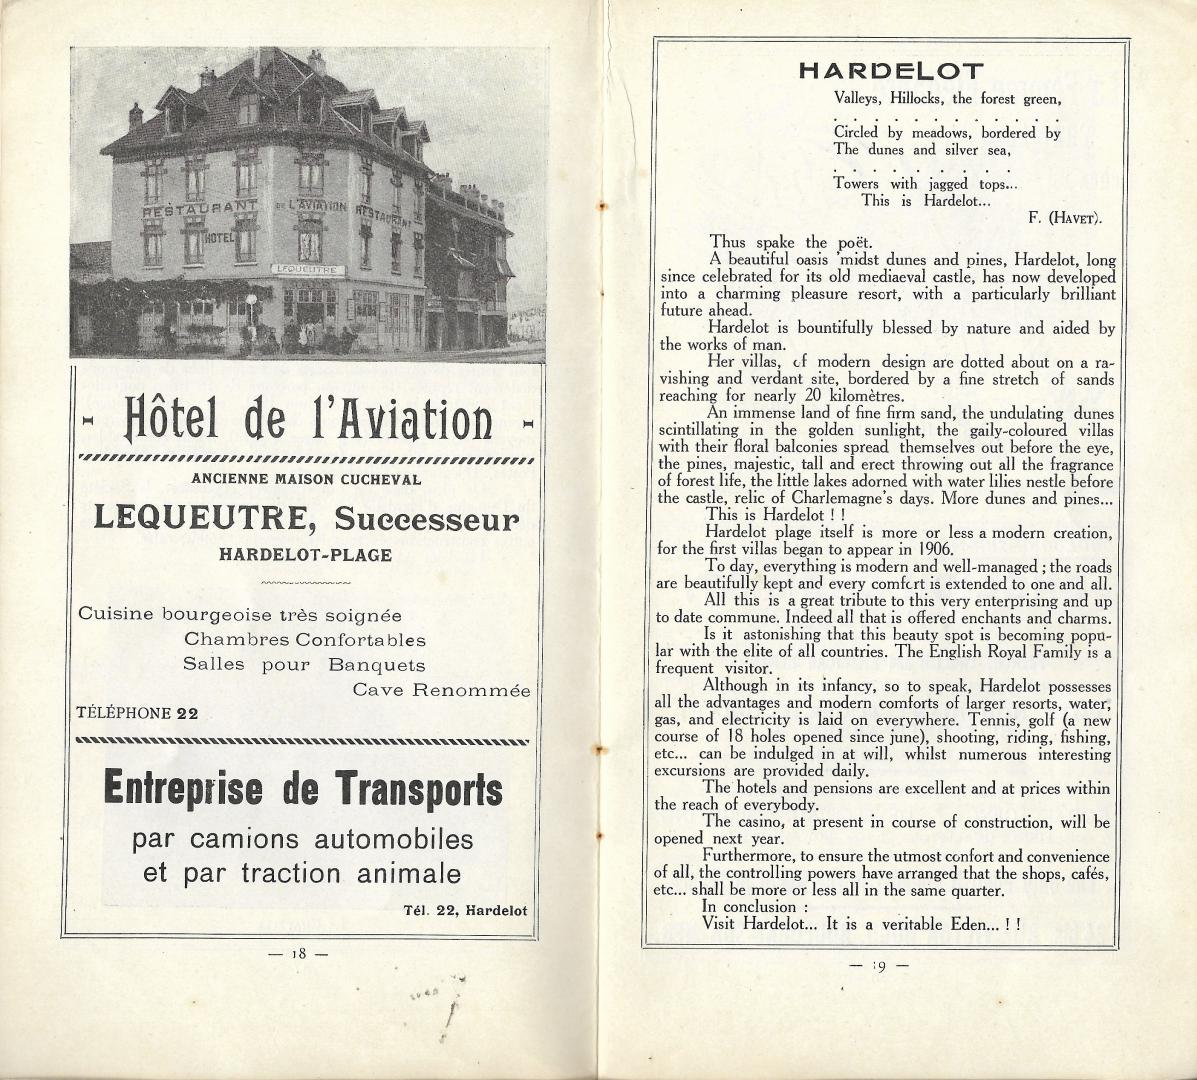 RESTAURANT DE L'AVIATION RESTAURANT
HOTEL
LEQUEUTRE
Hôtel de l'Aviation
ANCIENNE MAISON CUCHEVAL
LEQUEUTRE, Successeur
HARDELOT-PLAGE
Cuisine bourgeoise très soignée
Chambres Confortables
Salles pour Banquets
Cave Renommée
TÉLÉPHONE 22
Entreprise de Transports
par camions automobiles
et par traction animale
Tél. 22, Hardelot
— 18 —
HARDELOT
Valleys, Hillocks, the forest green,
. . . . . . . . . . .
Circled by meadows, bordered by
The dunes and silver sea,
. . . . . . . . .
Towers with jagged tops...
This is Hardelot...
F. (HAVET).
Thus spake the poët.
A beautiful oasis 'midst dunes and pines, Hardelot, long
since celebrated for its old mediaeval castle, has now developed
into a charming pleasure resort, with a particularly brilliant
future ahead.
Hardelot is bountifully blessed by nature and aided by
the works of man.
Her villas, of modern design are dotted about on a ra-
vishing and verdant site, bordered by a fine stretch of sands
reaching for nearly 20 kilomètres.
An immense land of fine firm sand, the undulating dunes
scintillating in the golden sunlight, the gaily-coloured villas
with their floral balconies spread themselves out before the eye,
the pines, majestic, tall and erect throwing out all the fragrance
of forest life, the little lakes adorned with water lilies nestle before
the castle, relic of Charlemagne's days. More dunes and pines...
This is Hardelot ! !
Hardelot plage itself is more or less a modern creation,
for the first villas began to appear in 1906.
To day, everything is modern and well-managed ; the roads
are beautifully kept and every comfort is extended to one and all.
All this is a great tribute to this very enterprising and up
to date commune. Indeed all that is offered enchants and charms.
Is it astonishing that this beauty spot is becoming popu-
lar with the elite of all countries. The English Royal Family is a
frequent visitor.
Although in its infancy, so to speak, Hardelot possesses
all the advantages and modern comforts of larger resorts, water,
gas, and electricity is laid on everywhere. Tennis, golf (a new
course of 18 holes opened since june), shooting, riding, fishing,
etc... can be indulged in at will, whilst numerous interesting
excursions are provided daily.
The hotels and pensions are excellent and at prices within
the reach of everybody.
The casino, at present in course of construction, will be
opened next year.
Furthermore, to ensure the utmost confort and convenience
of all, the controlling powers have arranged that the shops, cafés,
etc... shall be more or less all in the same quarter.
In conclusion :
Visit Hardelot... It is a veritable Eden... ! !
— 19 —